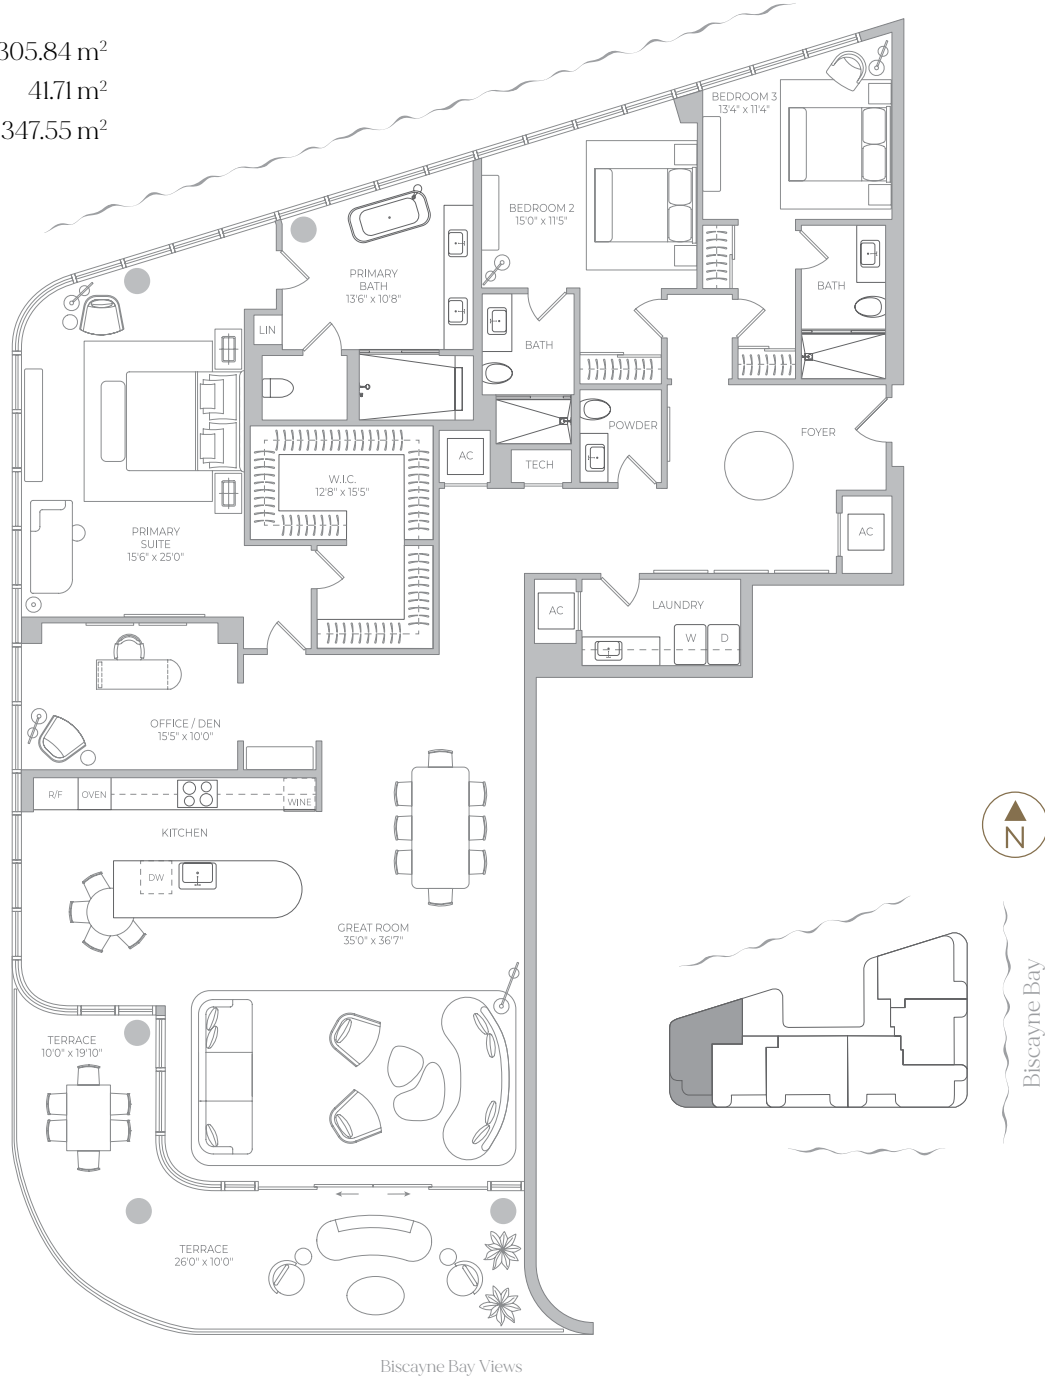 305.84 m²
41.71 m²
347.55 m²
BEDROOM 3
13'4" x 11'4"
BEDROOM 2
15'0" x 11'5"
PRIMARY
BATH
13'6" x 10'8"
BATH
LIN
BATH
POWDER
FOYER
AC
TECH
W.I.C.
12'8" x 15'5"
PRIMARY
SUITE
15'6" x 25'0"
AC
AC
LAUNDRY
W
D
OFFICE / DEN
15'5" x 10'0"
R/F
OVEN
WINE
KITCHEN
DW
N
GREAT ROOM
35'0" x 36'7"
Biscayne Bay
TERRACE
10'0" x 19'10"
TERRACE
26'0" x 10'0"
Biscayne Bay Views